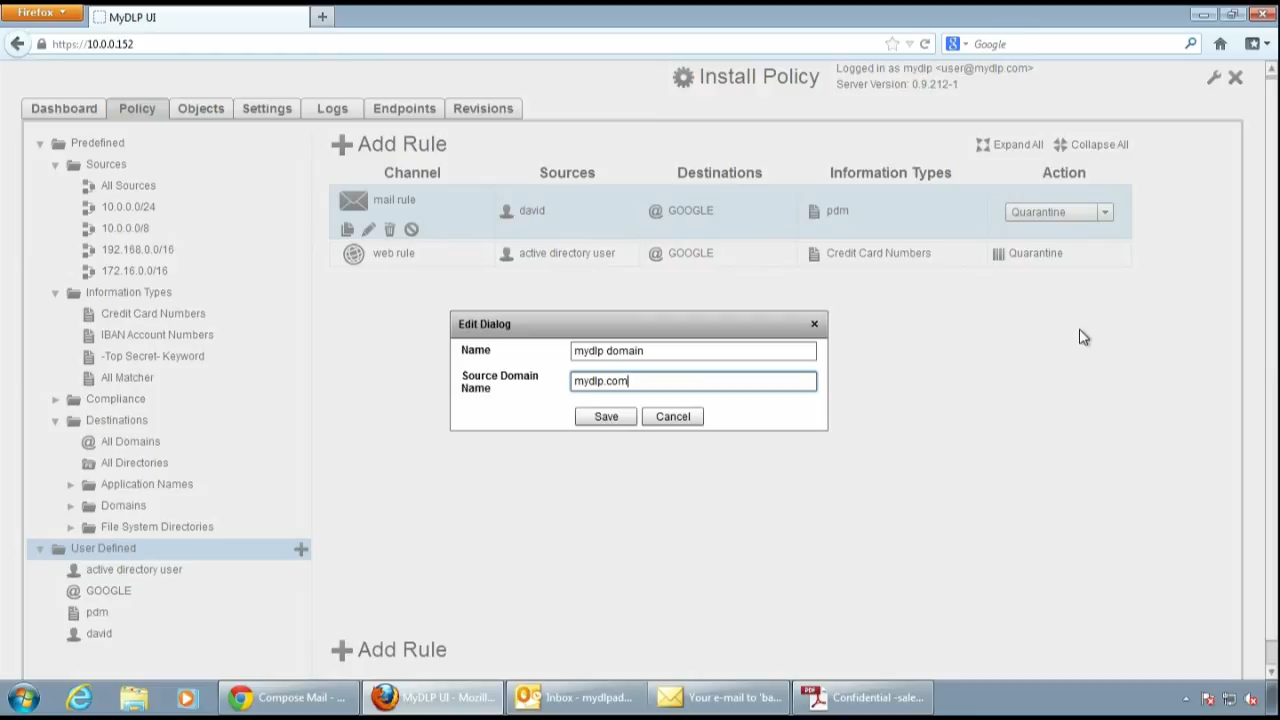 Firefox
MyDLP UI
https://10.0.0.152
Google
Install Policy
Logged in as mydlp <user@mydlp.com>
Server Version: 0.9.212-1
Dashboard Policy Objects Settings Logs Endpoints Revisions
Predefined
Sources
All Sources
10.0.0.0/24
10.0.0.0/8
192.168.0.0/16
172.16.0.0/16
Information Types
Credit Card Numbers
IBAN Account Numbers
-Top Secret- Keyword
All Matcher
Compliance
Destinations
@ All Domains
All Directories
Application Names
Domains
File System Directories
User Defined
active directory user
@ GOOGLE
pdm
david
Add Rule
Expand All Collapse All
Channel Sources Destinations Information Types Action
mail rule david @ GOOGLE pdm Quarantine
web rule active directory user @ GOOGLE Credit Card Numbers Quarantine
Edit Dialog
Name mydlp domain
Source Domain
Name
mydlp.com
Save Cancel
Add Rule
Compose Mail - ... MyDLP UI - Mozill... Inbox - mydlpad... Your e-mail to 'ba... Confidential -sale...